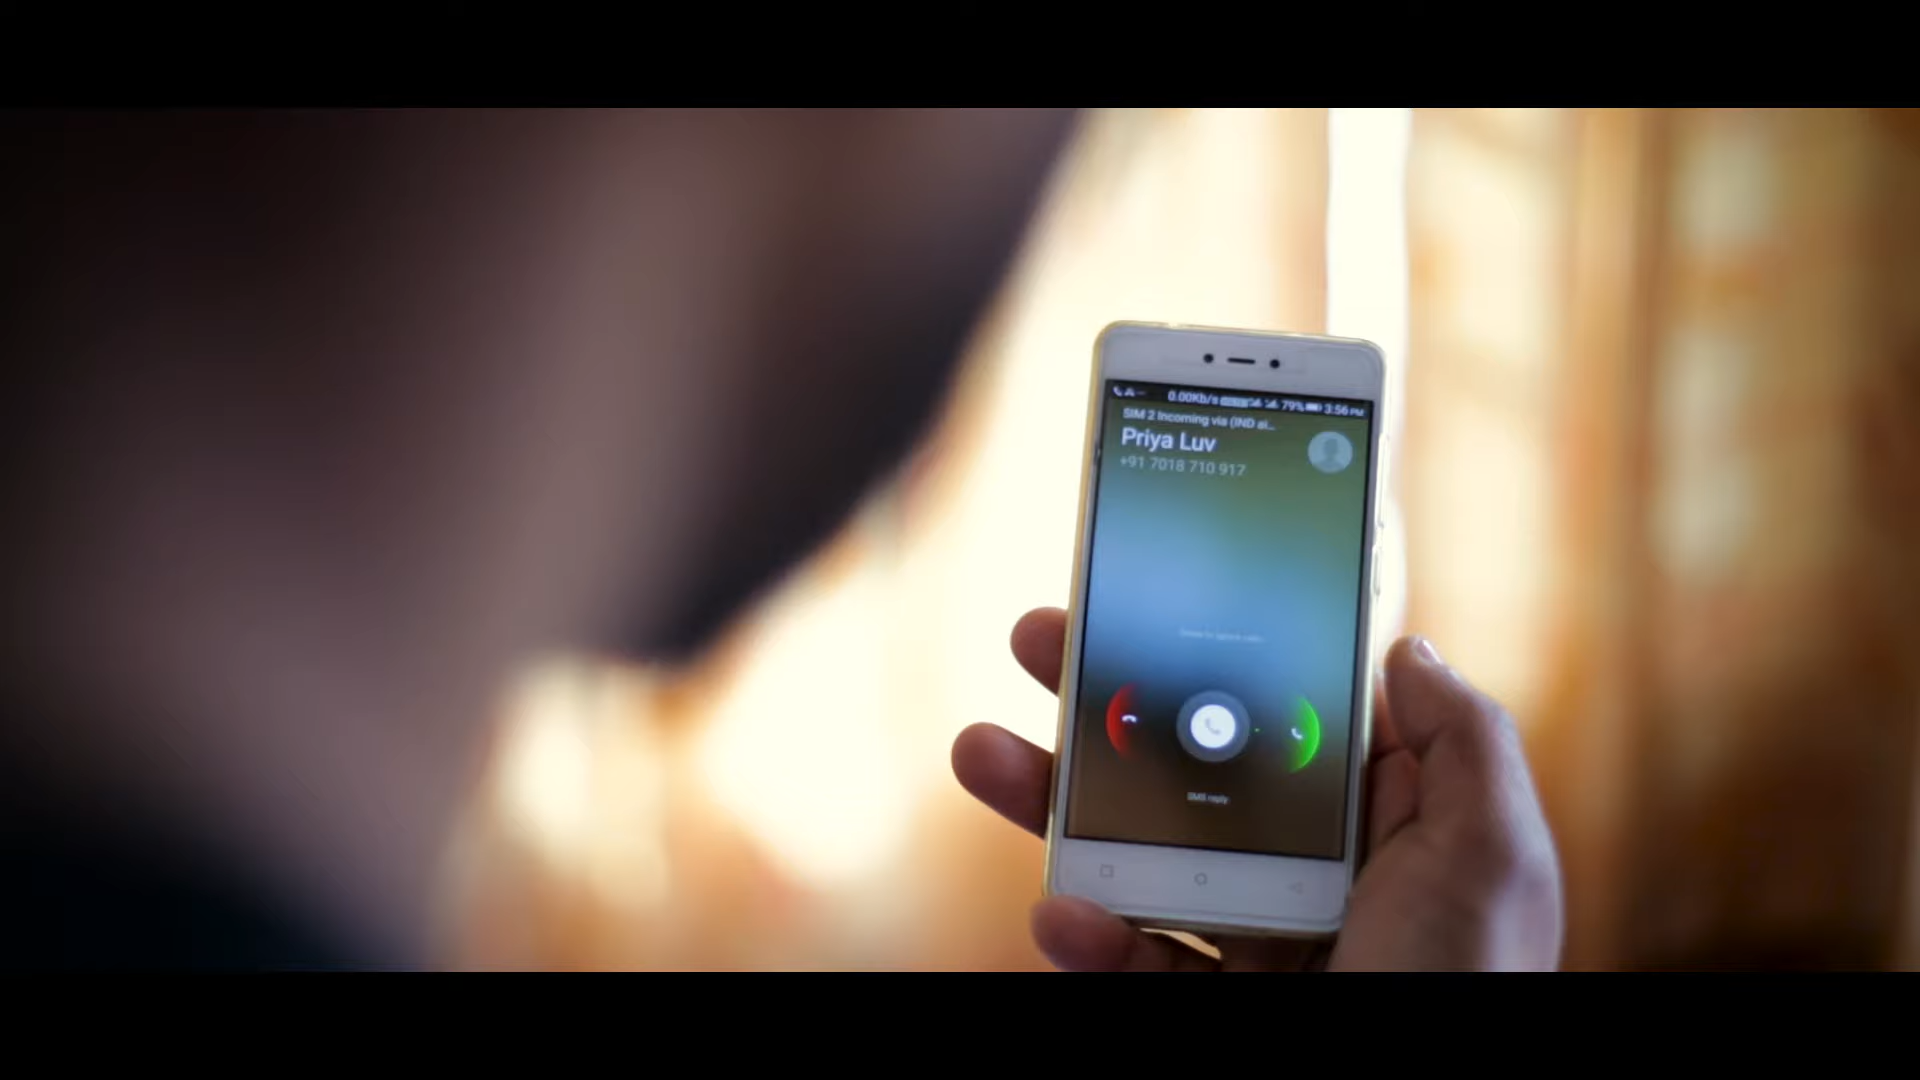 0.00Kb/s 79% 3:56 PM
SIM 2 Incoming via (IND ai...
Priya Luv
+91 7018 710 917
SMS reply